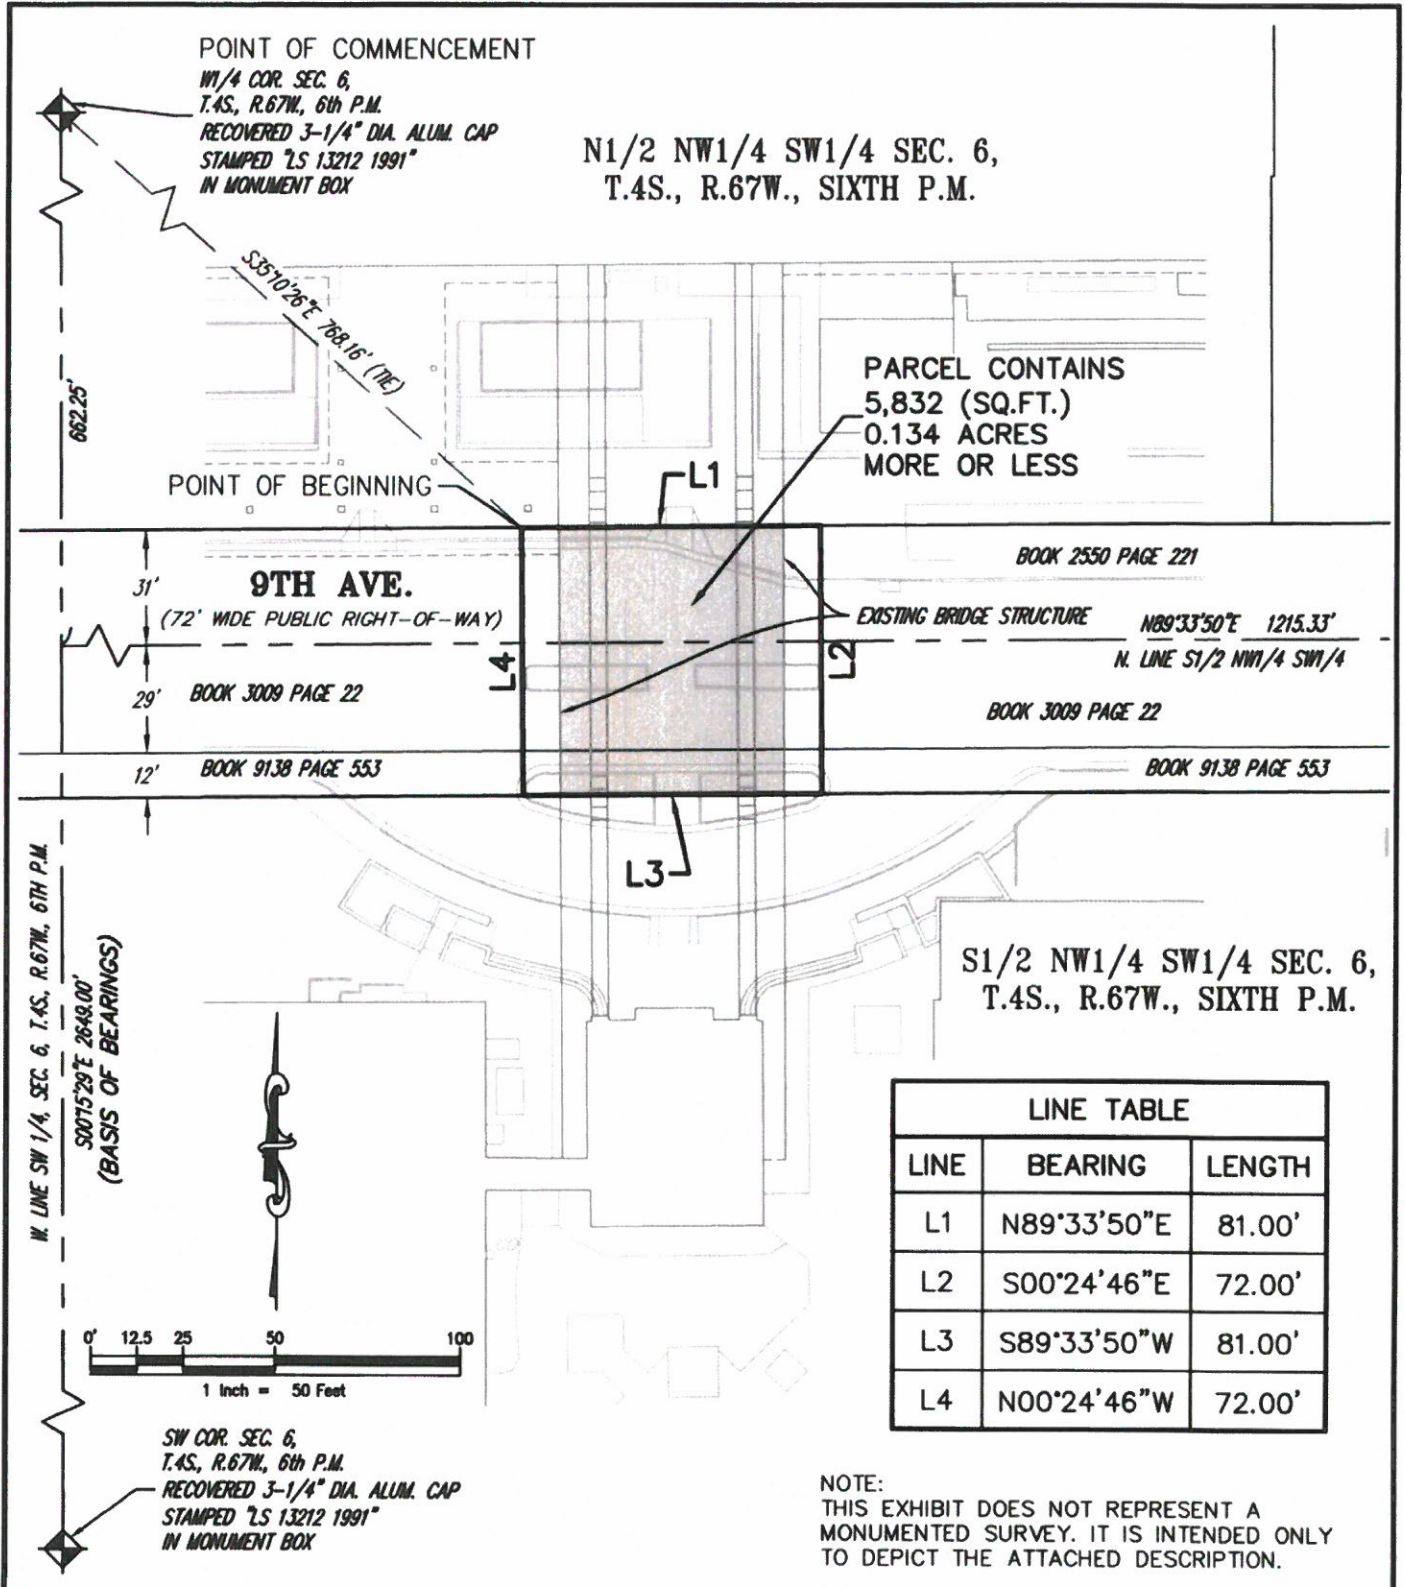 POINT OF COMMENCEMENT
W1/4 COR. SEC. 6,
T.4S., R.67W., 6th P.M.
RECOVERED 3-1/4" DIA. ALUM. CAP
STAMPED "LS 13212 1991"
IN MONUMENT BOX
N1/2 NW1/4 SW1/4 SEC. 6,
T.4S., R.67W., SIXTH P.M.
S35°10'26"E 768.16' (TIE)
662.25'
PARCEL CONTAINS
5,832 (SQ.FT.)
0.134 ACRES
MORE OR LESS
POINT OF BEGINNING
L1
BOOK 2550 PAGE 221
31'
9TH AVE.
(72' WIDE PUBLIC RIGHT-OF-WAY)
EXISTING BRIDGE STRUCTURE
N89°33'50"E 1215.33'
N. LINE S1/2 NW1/4 SW1/4
L4
L2
29'
BOOK 3009 PAGE 22
BOOK 3009 PAGE 22
12'
BOOK 9138 PAGE 553
BOOK 9138 PAGE 553
L3
W. LINE SW 1/4, SEC. 6, T.4S., R.67W., 6TH P.M.
S00°15'29"E 2649.00'
(BASIS OF BEARINGS)
S1/2 NW1/4 SW1/4 SEC. 6,
T.4S., R.67W., SIXTH P.M.
LINE TABLE
LINE BEARING LENGTH
L1 N89°33'50"E 81.00'
L2 S00°24'46"E 72.00'
L3 S89°33'50"W 81.00'
L4 N00°24'46"W 72.00'
0' 12.5 25 50 100
1 Inch = 50 Feet
SW COR. SEC. 6,
T.4S., R.67W., 6th P.M.
RECOVERED 3-1/4" DIA. ALUM. CAP
STAMPED "LS 13212 1991"
IN MONUMENT BOX
NOTE:
THIS EXHIBIT DOES NOT REPRESENT A
MONUMENTED SURVEY. IT IS INTENDED ONLY
TO DEPICT THE ATTACHED DESCRIPTION.